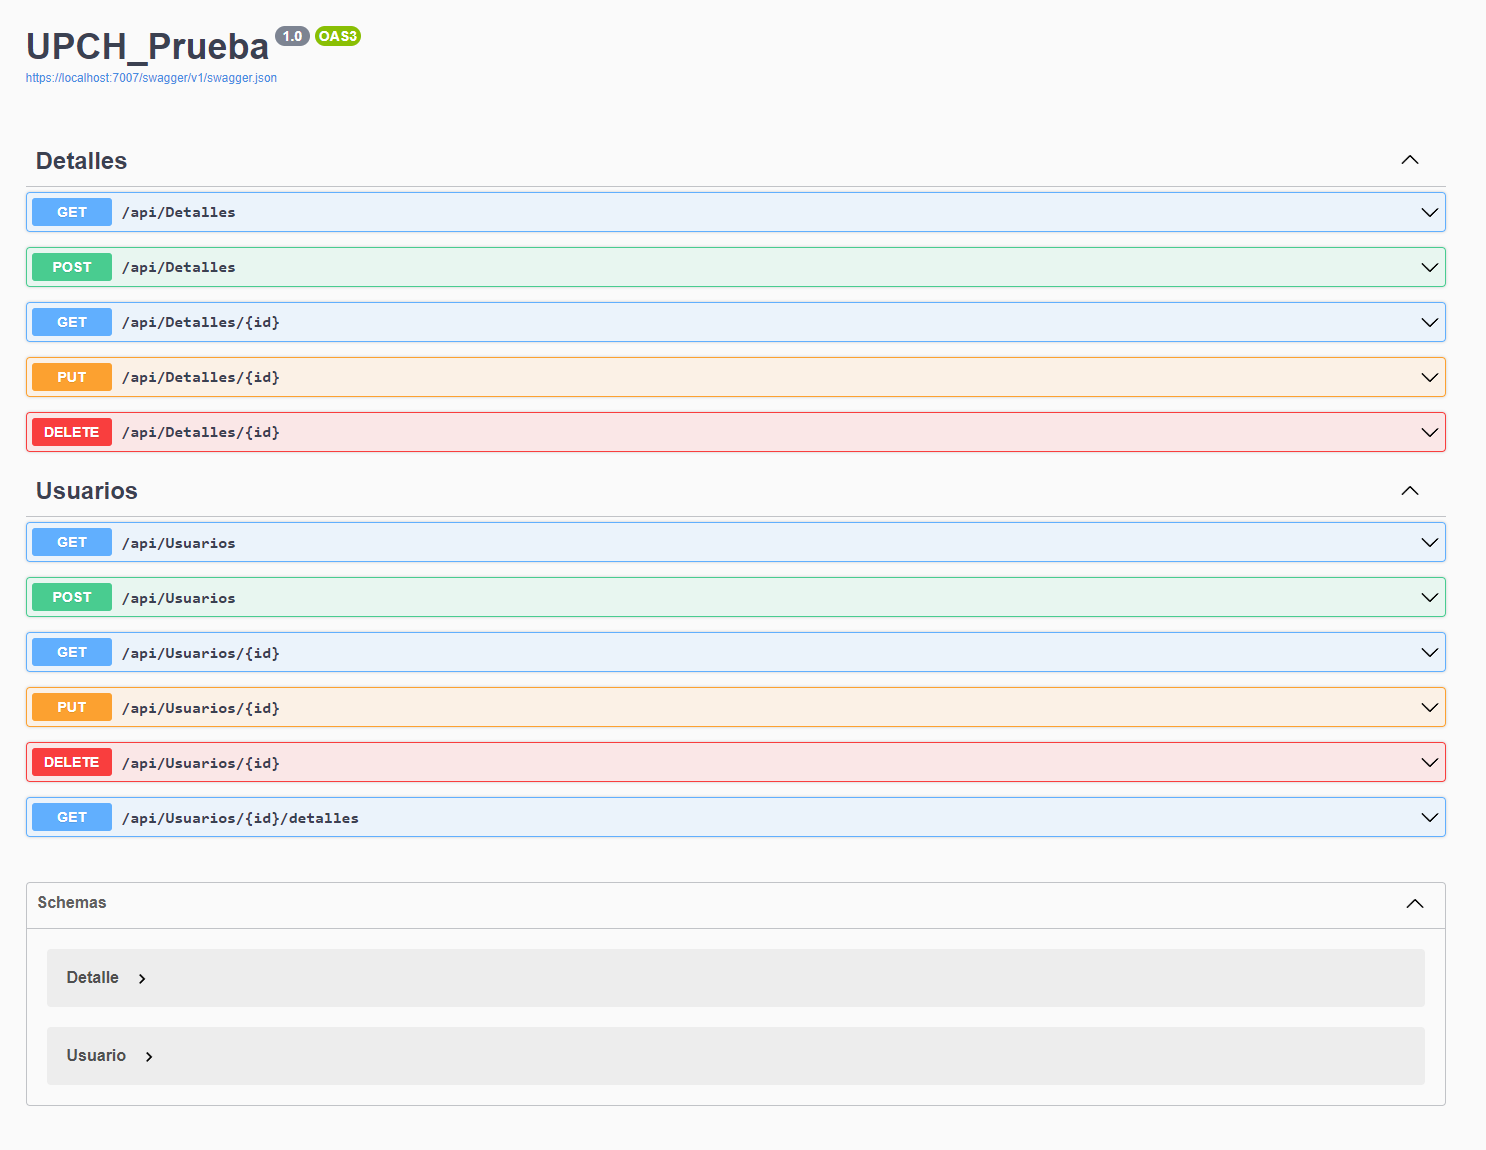 UPCH_Prueba 1.0 OAS3
https://localhost:7007/swagger/v1/swagger.json
Detalles
GET /api/Detalles
POST /api/Detalles
GET /api/Detalles/{id}
PUT /api/Detalles/{id}
DELETE /api/Detalles/{id}
Usuarios
GET /api/Usuarios
POST /api/Usuarios
GET /api/Usuarios/{id}
PUT /api/Usuarios/{id}
DELETE /api/Usuarios/{id}
GET /api/Usuarios/{id}/detalles
Schemas
Detalle
Usuario